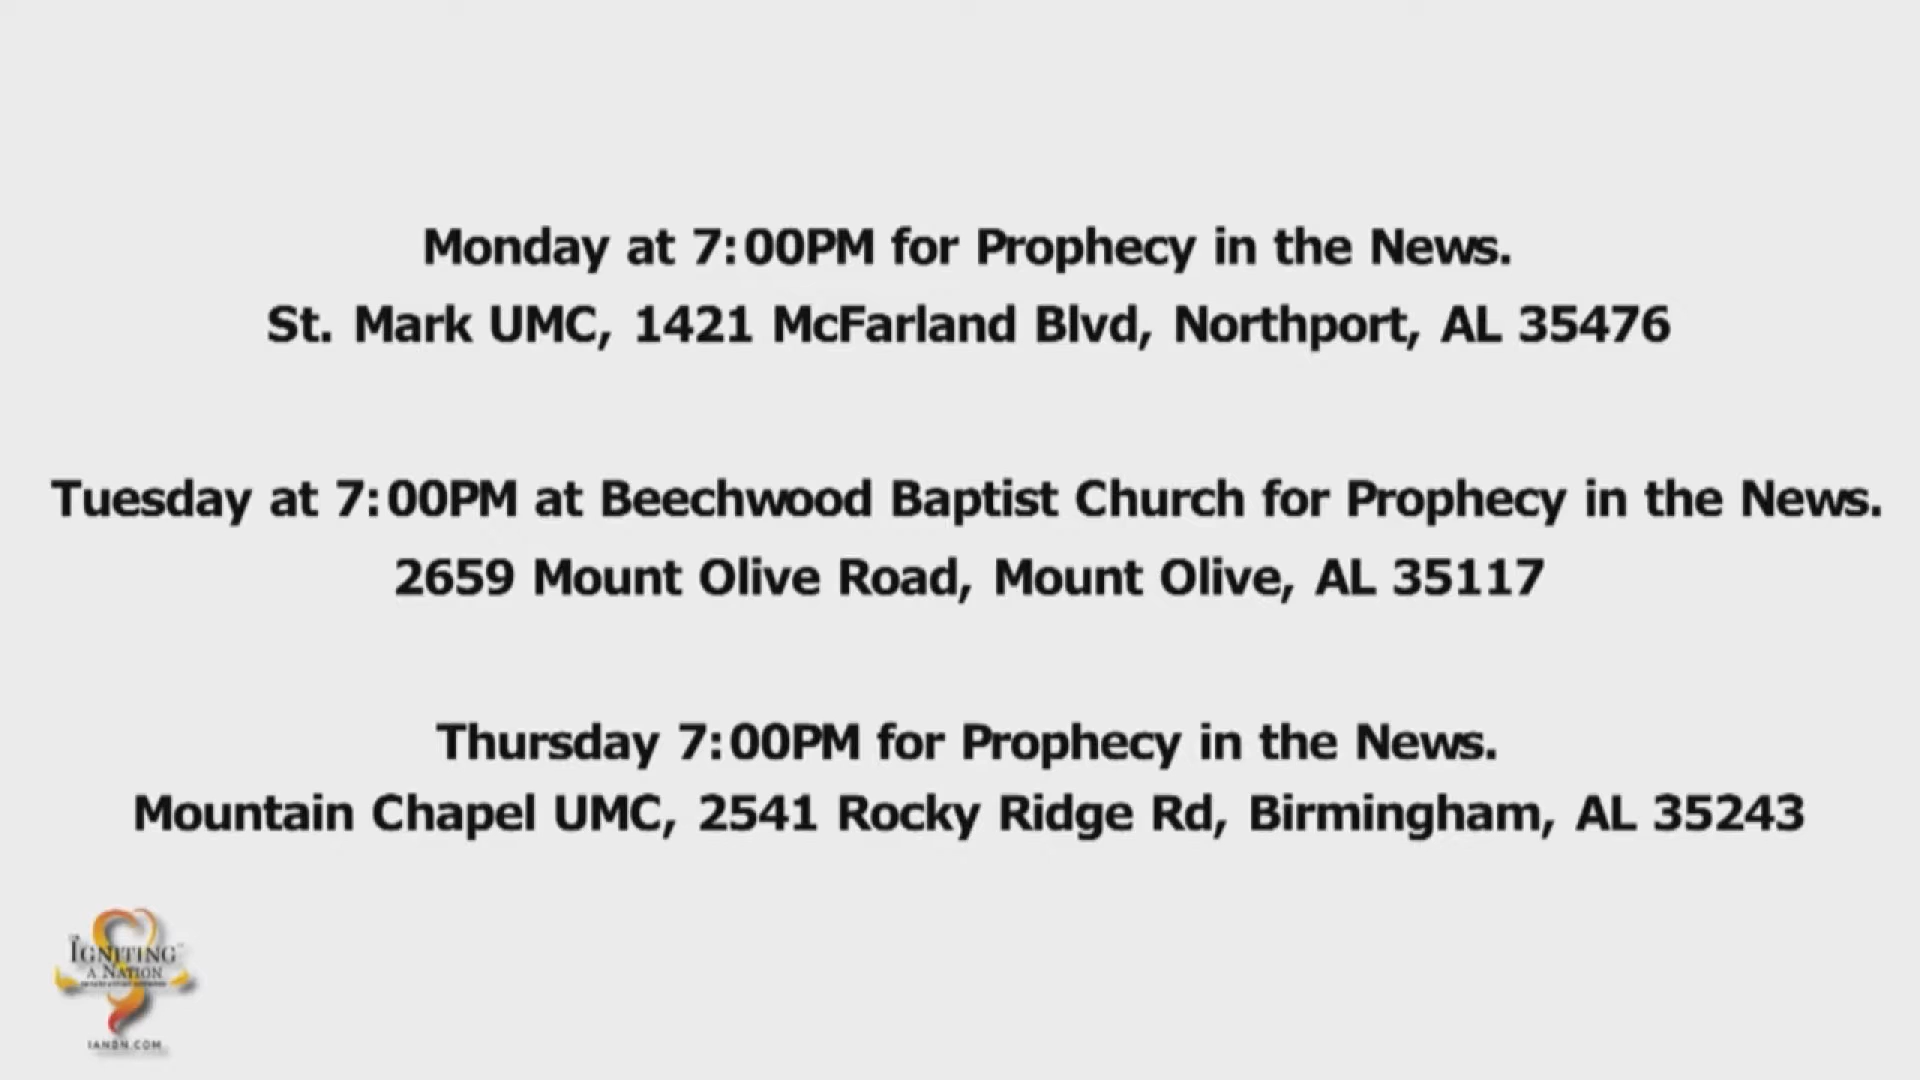 Monday at 7:00PM for Prophecy in the News.
St. Mark UMC, 1421 McFarland Blvd, Northport, AL 35476
Tuesday at 7:00PM at Beechwood Baptist Church for Prophecy in the News.
2659 Mount Olive Road, Mount Olive, AL 35117
Thursday 7:00PM for Prophecy in the News.
Mountain Chapel UMC, 2541 Rocky Ridge Rd, Birmingham, AL 35243
IGNITING
A NATION
IANBN.COM